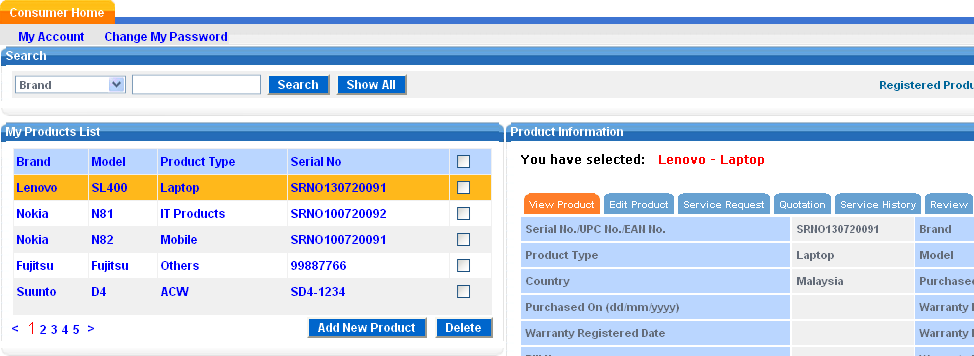 Consumer Home
My Account Change My Password
Search
Brand Search Show All Registered
My Products List
Brand Model Product Type Serial No
Lenovo SL400 Laptop SRNO130720091
Nokia N81 IT Products SRNO100720092
Nokia N82 Mobile SRNO100720091
Fujitsu Fujitsu Others 99887766
Suunto D4 ACW SD4-1234
< 1 2 3 4 5 > Add New Product Delete
Product Information
You have selected: Lenovo - Laptop
View Product Edit Product Service Request Quotation Service History Review
Serial No./UPC No./EAN No. SRNO130720091 Brand
Product Type Laptop Model
Country Malaysia Purchased
Purchased On (dd/mm/yyyy) Warranty
Warranty Registered Date Warranty